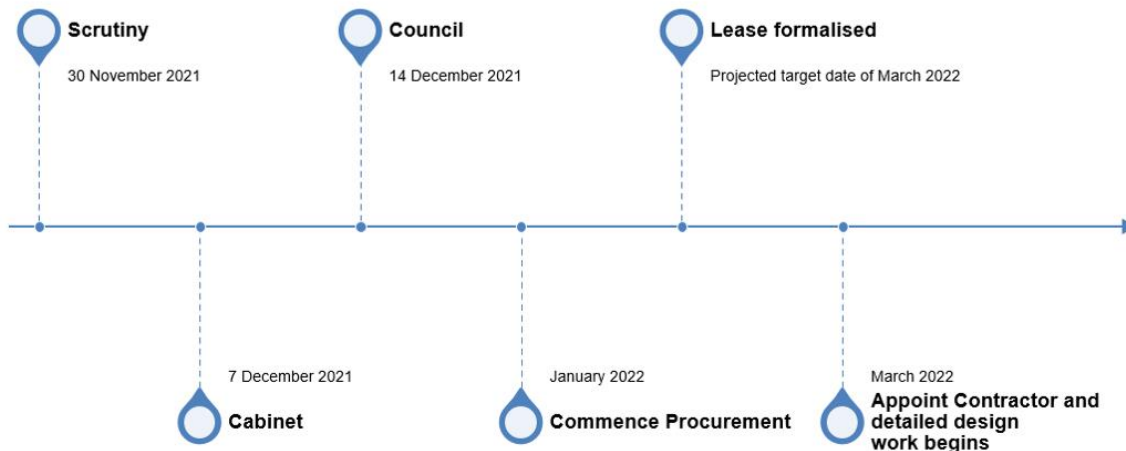 Scrutiny
30 November 2021
Council
14 December 2021
Lease formalised
Projected target date of March 2022
7 December 2021
Cabinet
January 2022
Commence Procurement
March 2022
Appoint Contractor and
detailed design
work begins